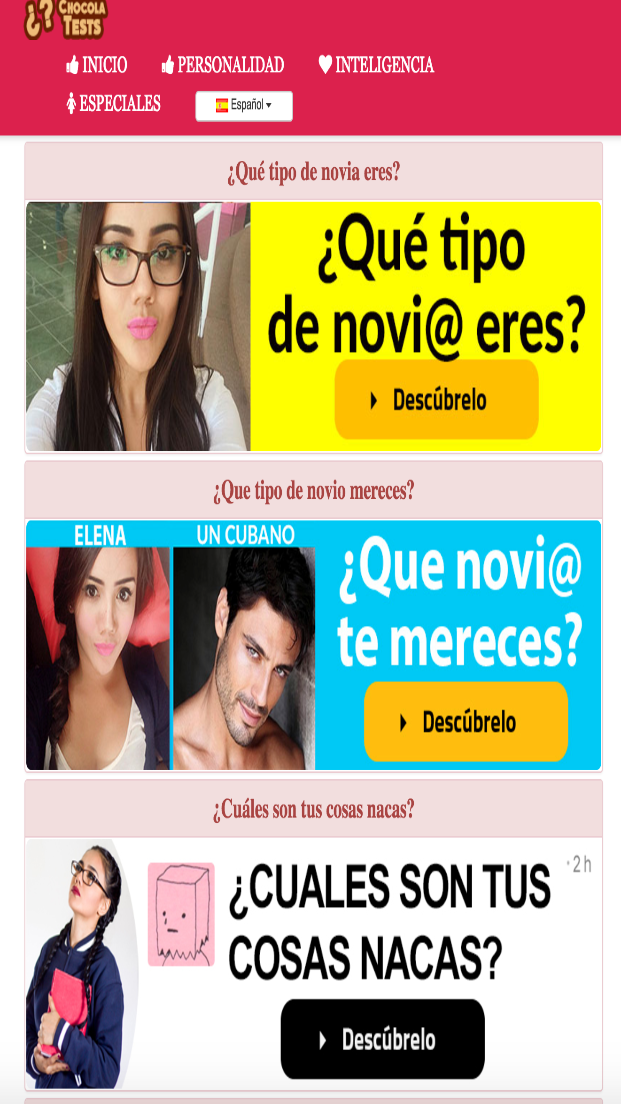 ¿? CHOCOLA
TESTS
INICIO PERSONALIDAD INTELIGENCIA
ESPECIALES Español
¿Qué tipo de novia eres?
¿Qué tipo
de novi@ eres?
Descúbrelo
¿Que tipo de novio mereces?
ELENA UN CUBANO
¿Que novi@
te mereces?
Descúbrelo
¿Cuáles son tus cosas nacas?
2 h
¿CUALES SON TUS
COSAS NACAS?
Descúbrelo